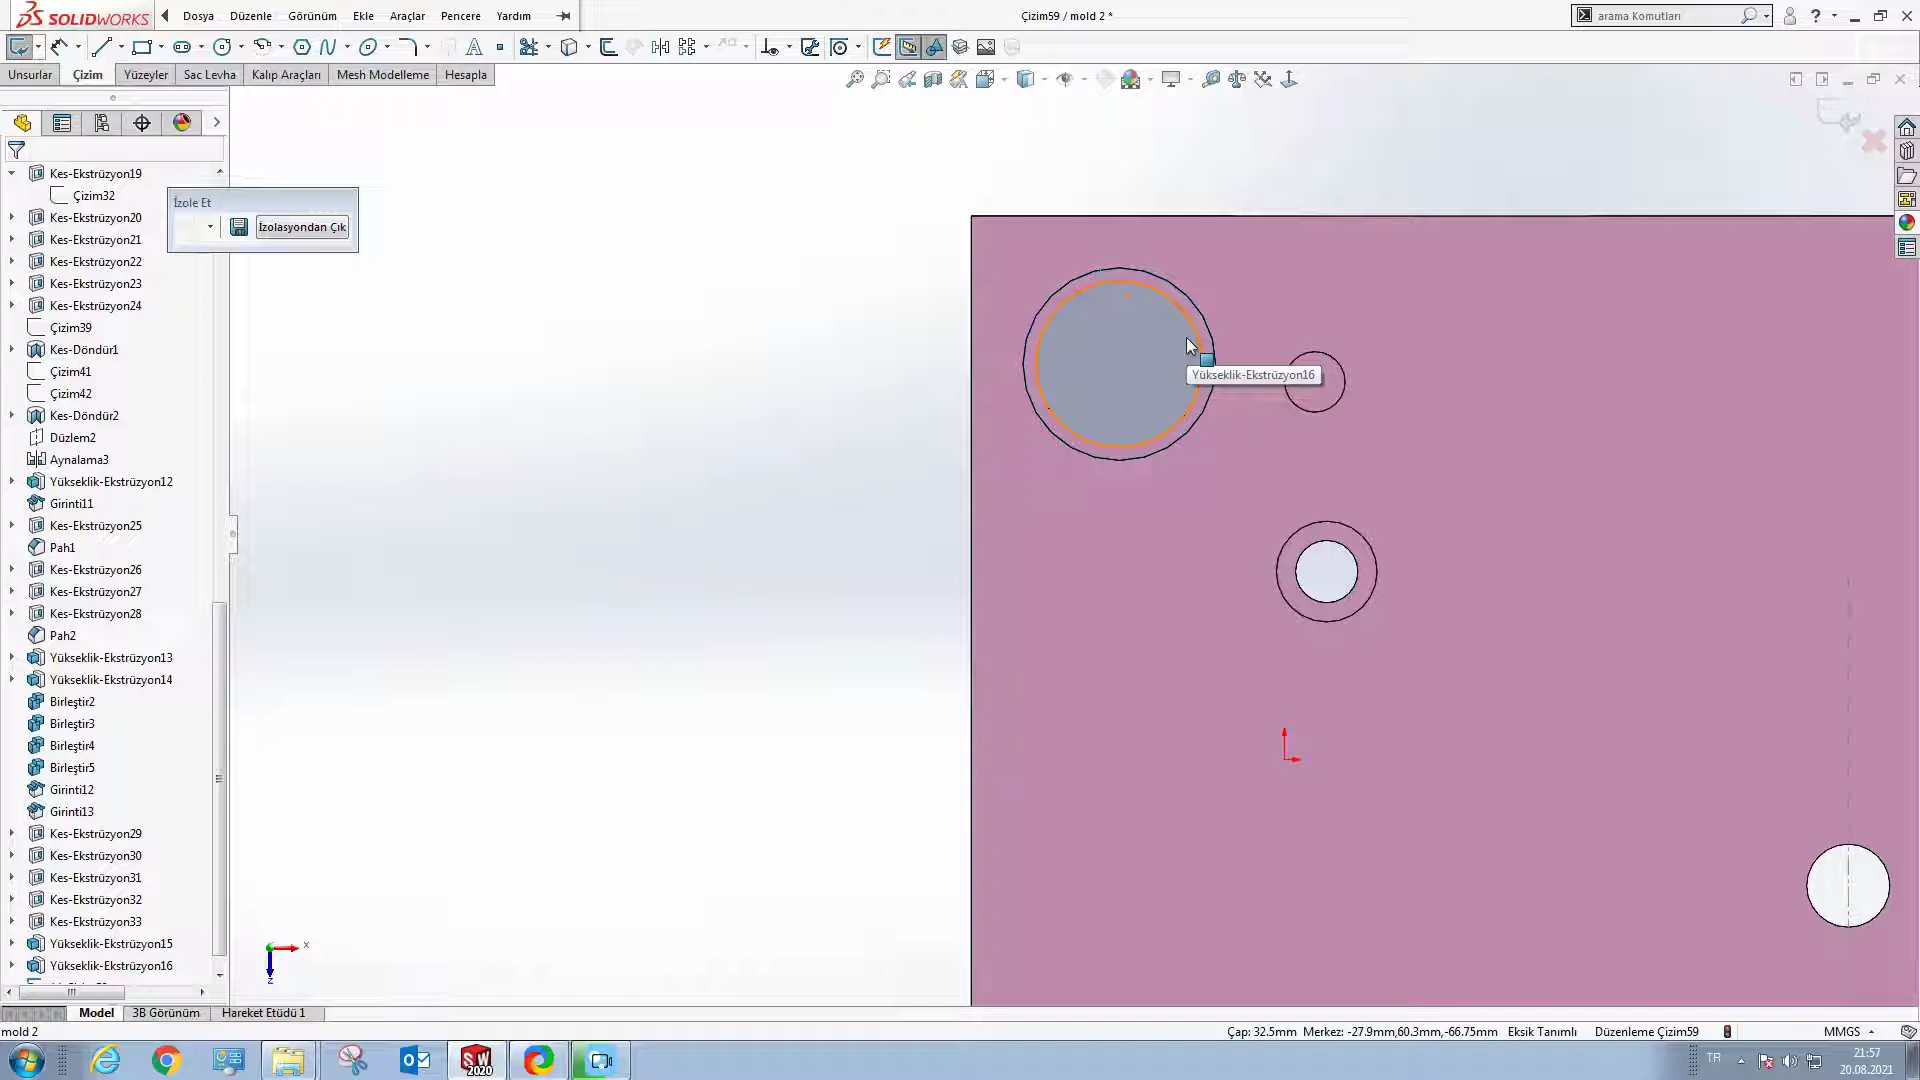 SOLIDWORKS
Dosya
Düzenle
Görünüm
Ekle
Araçlar
Pencere
Yardım
Çizim59 / mold 2 *
arama Komutları
Unsurlar
Çizim
Yüzeyler
Sac Levha
Kalıp Araçları
Mesh Modelleme
Hesapla
Kes-Ekstrüzyon19
Çizim32
Kes-Ekstrüzyon20
Kes-Ekstrüzyon21
Kes-Ekstrüzyon22
Kes-Ekstrüzyon23
Kes-Ekstrüzyon24
Çizim39
Kes-Döndür1
Çizim41
Çizim42
Kes-Döndür2
Düzlem2
Aynalama3
Yükseklik-Ekstrüzyon12
Girinti11
Kes-Ekstrüzyon25
Pah1
Kes-Ekstrüzyon26
Kes-Ekstrüzyon27
Kes-Ekstrüzyon28
Pah2
Yükseklik-Ekstrüzyon13
Yükseklik-Ekstrüzyon14
Birleştir2
Birleştir3
Birleştir4
Birleştir5
Girinti12
Girinti13
Kes-Ekstrüzyon29
Kes-Ekstrüzyon30
Kes-Ekstrüzyon31
Kes-Ekstrüzyon32
Kes-Ekstrüzyon33
Yükseklik-Ekstrüzyon15
Yükseklik-Ekstrüzyon16
İzole Et
İzolasyondan Çık
Yükseklik-Ekstrüzyon16
x
z
Model
3B Görünüm
Hareket Etüdü 1
mold 2
Çap: 32.5mm Merkez: -27.9mm,60.3mm,-66.75mm
Eksik Tanımlı
Düzenleme Çizim59
MMGS
SW
2020
TR
21:57
20.08.2021